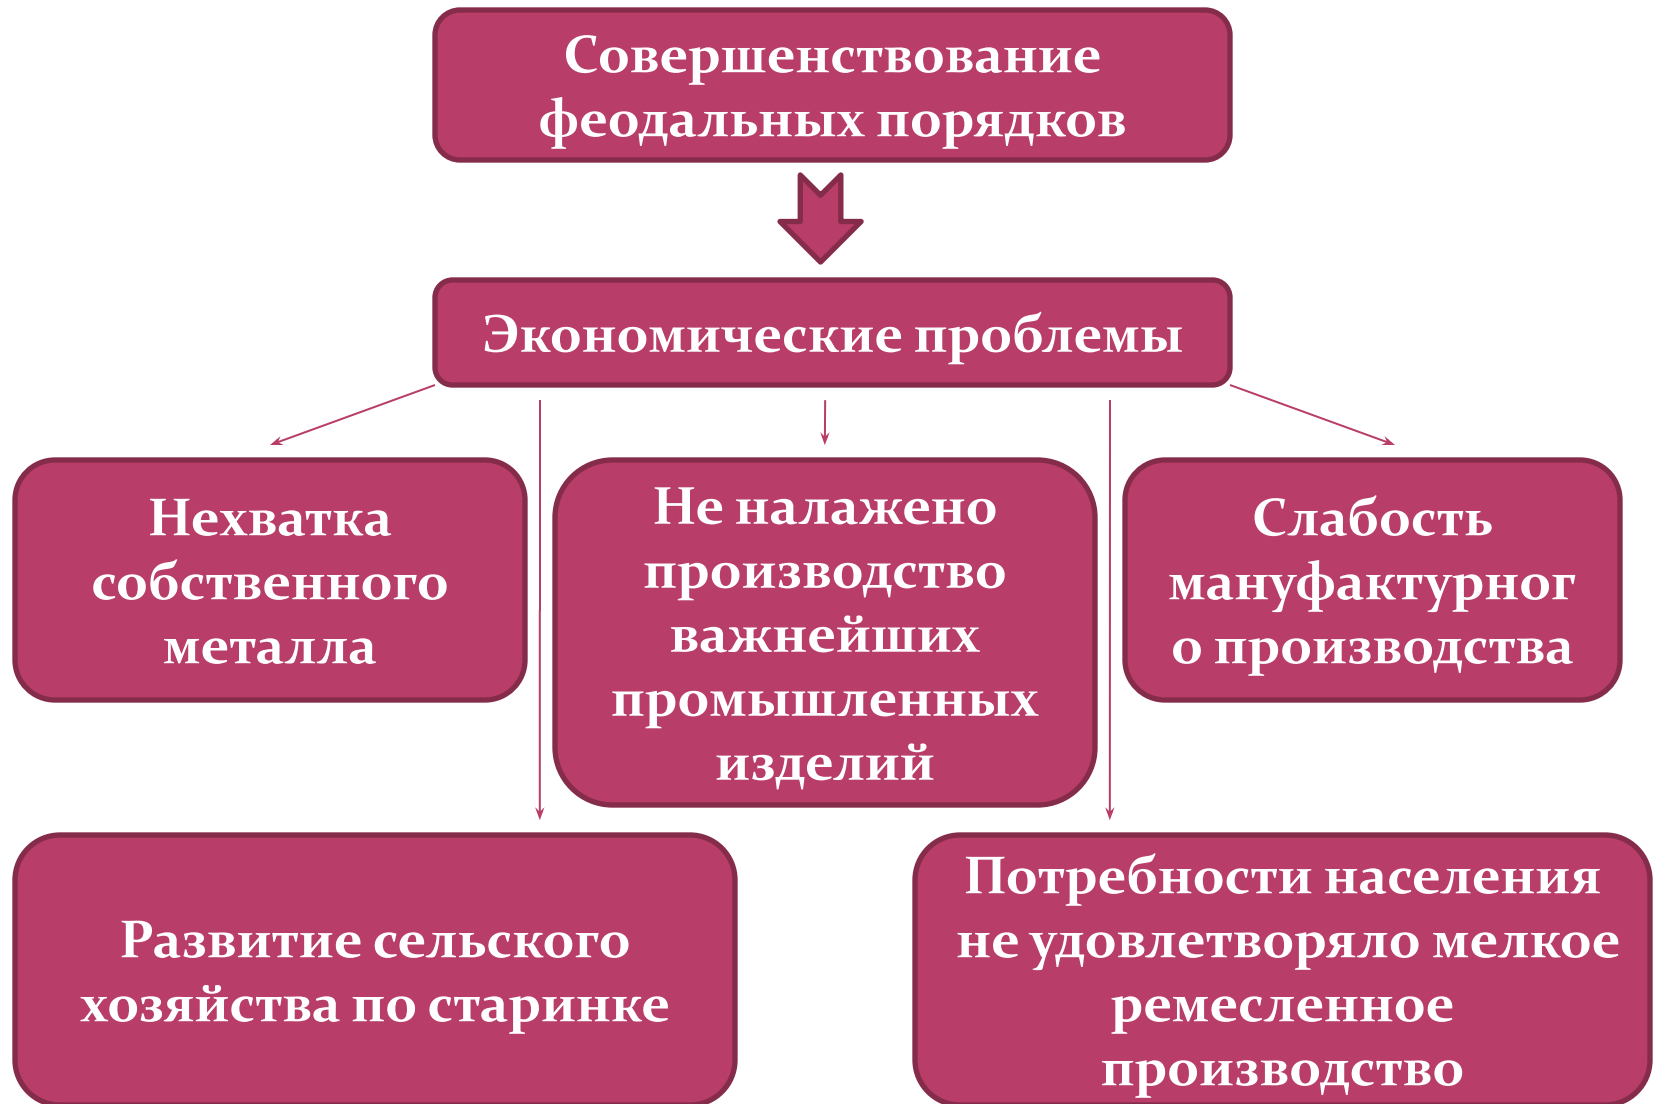 Совершенствование
феодальных порядков
Экономические проблемы
Нехватка
собственного
металла
Не налажено
производство
важнейших
промышленных
изделий
Слабость
мануфактурног
о производства
Развитие сельского
хозяйства по старинке
Потребности населения
не удовлетворяло мелкое
ремесленное
производство